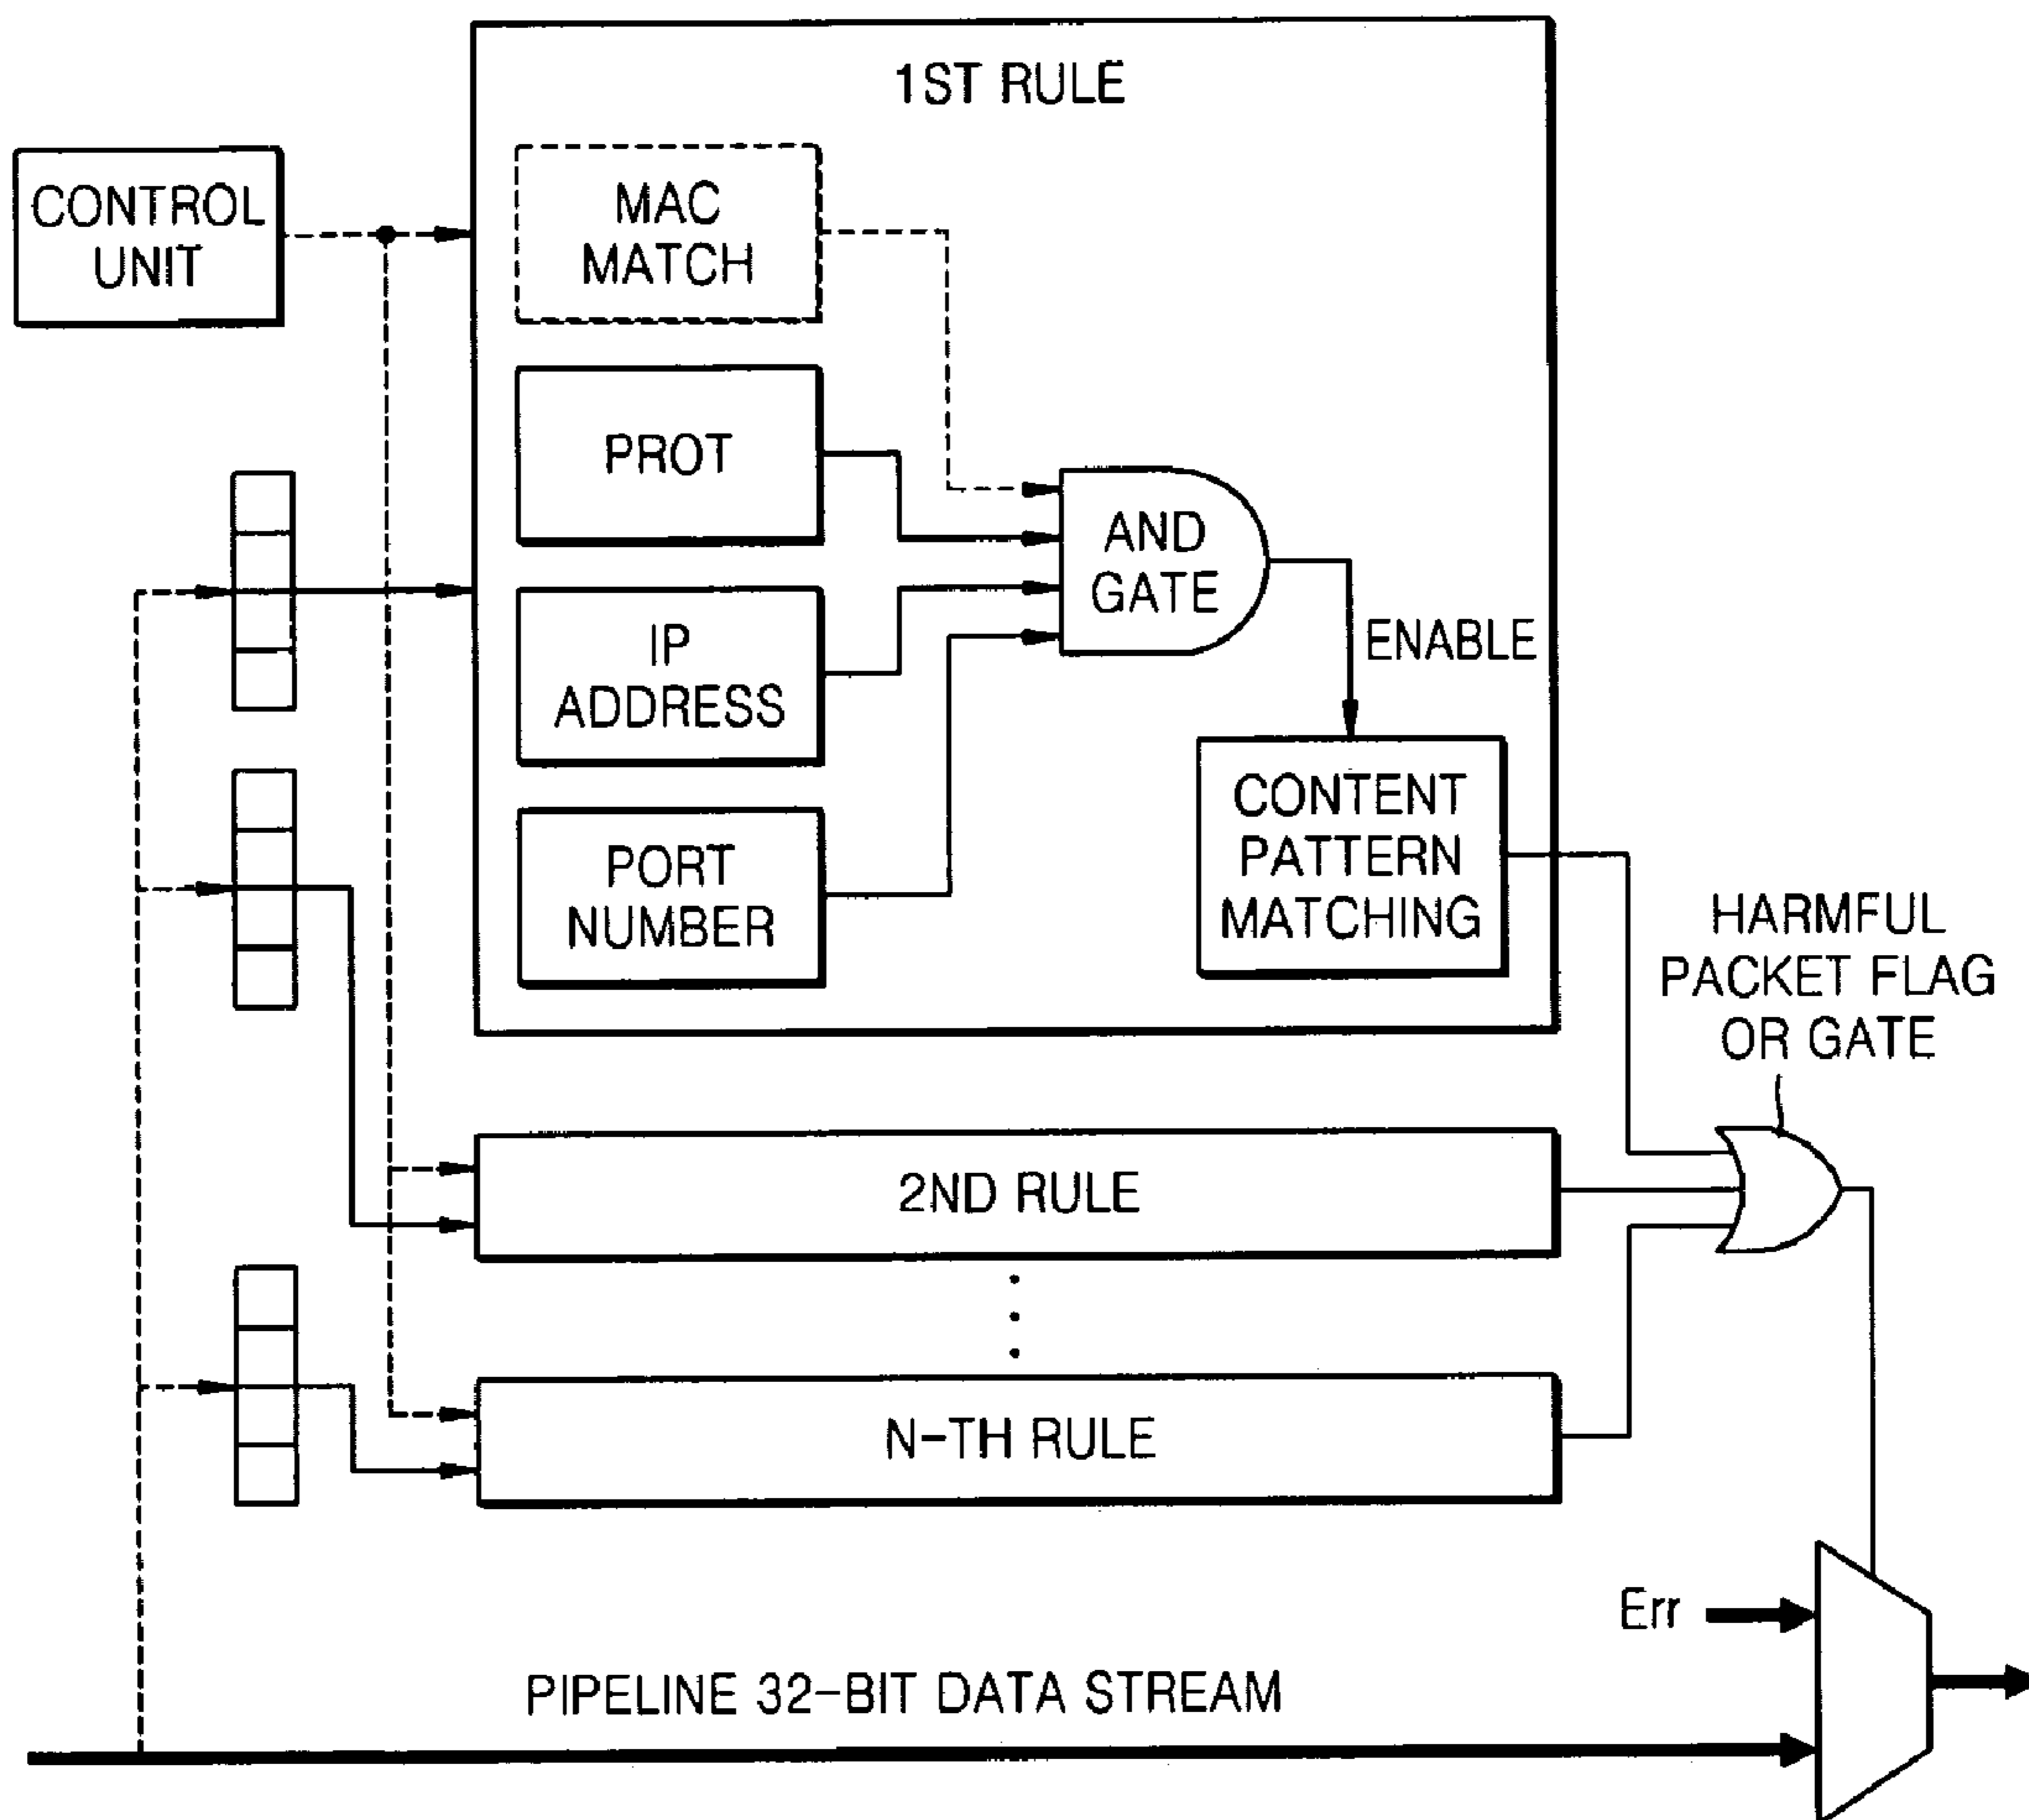 1ST RULE
CONTROL
UNIT
MAC
MATCH
PROT
AND
GATE
IP
ADDRESS
ENABLE
PORT
NUMBER
CONTENT
PATTERN
MATCHING
HARMFUL
PACKET FLAG
OR GATE
2ND RULE
N-TH RULE
Err
PIPELINE 32-BIT DATA STREAM